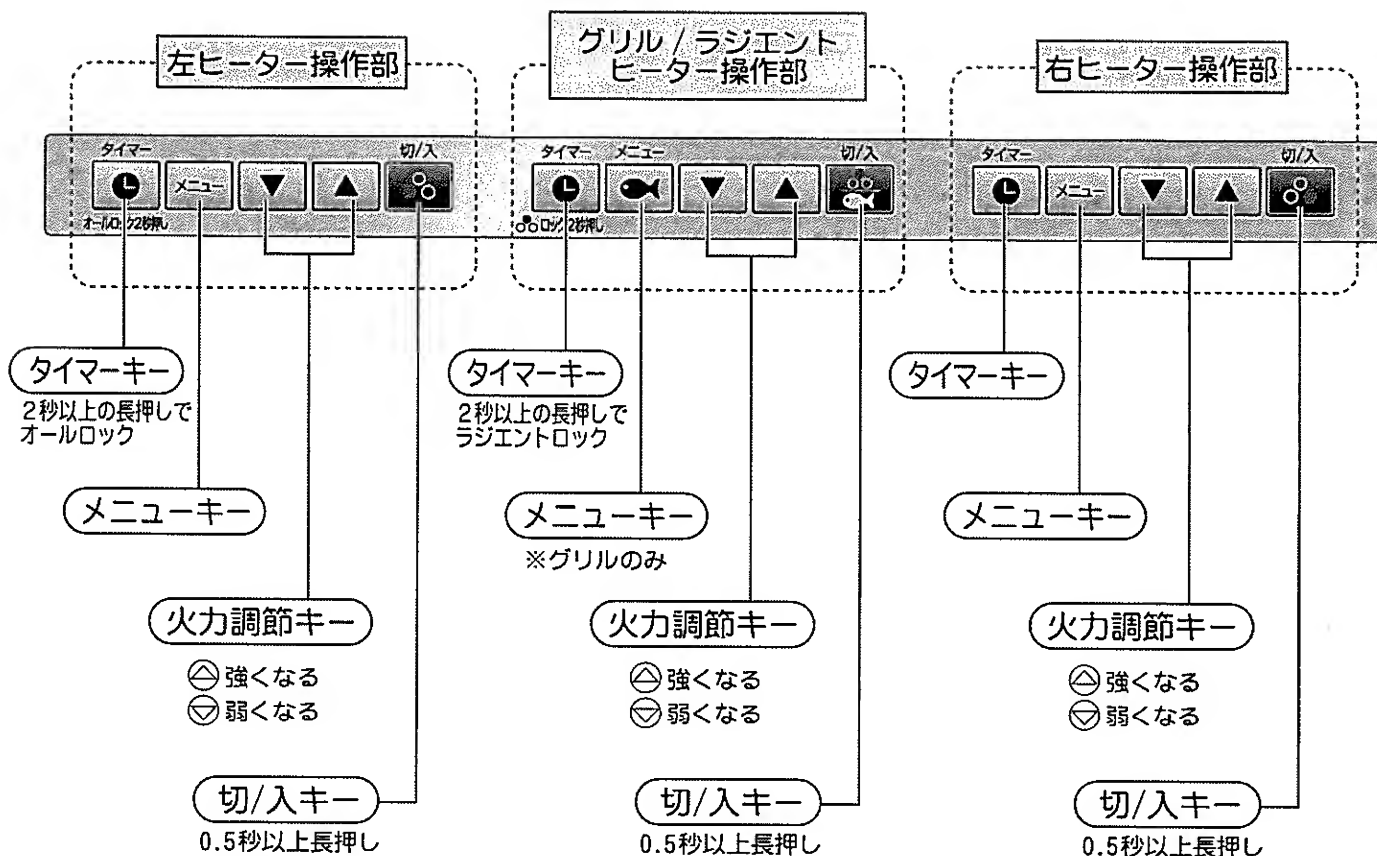 左ヒーター操作部
グリル / ラジエント
ヒーター操作部
右ヒーター操作部
タイマー
切/入
メニュー
オールロック2秒押し
タイマー
メニュー
切/入
ロック2秒押し
タイマー
切/入
メニュー
タイマーキー
2秒以上の長押しで
オールロック
メニューキー
火力調節キー
強くなる
弱くなる
切/入キー
0.5秒以上長押し
タイマーキー
2秒以上の長押しで
ラジエントロック
メニューキー
※グリルのみ
火力調節キー
強くなる
弱くなる
切/入キー
0.5秒以上長押し
タイマーキー
メニューキー
火力調節キー
強くなる
弱くなる
切/入キー
0.5秒以上長押し